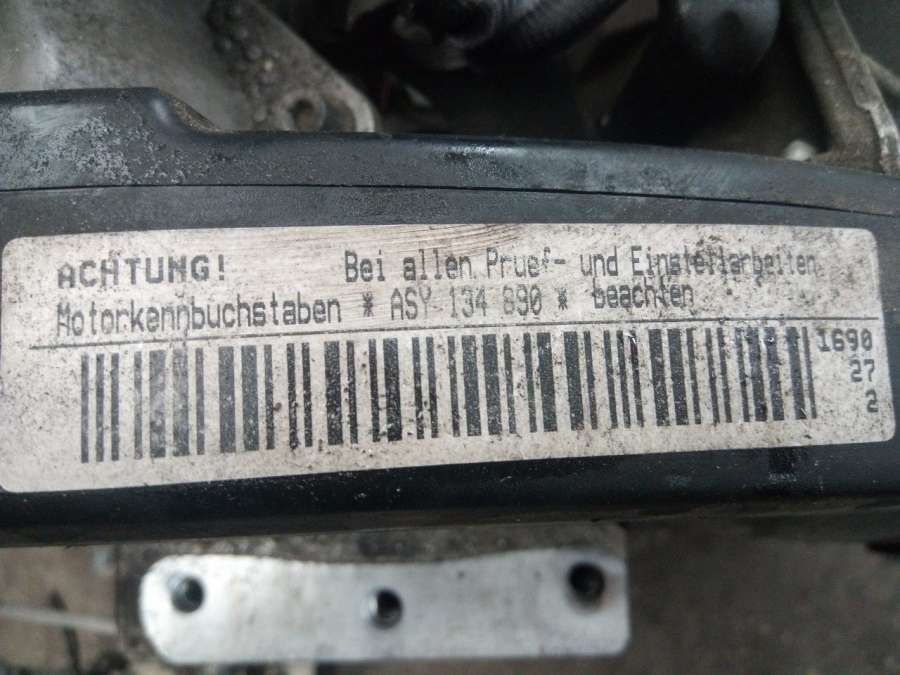 ACHTUNG! Bei allen Pruef- und Einstellarbeiten
Motorkennbuchstaben * ASY 134 890 * beachten
1690
27
2